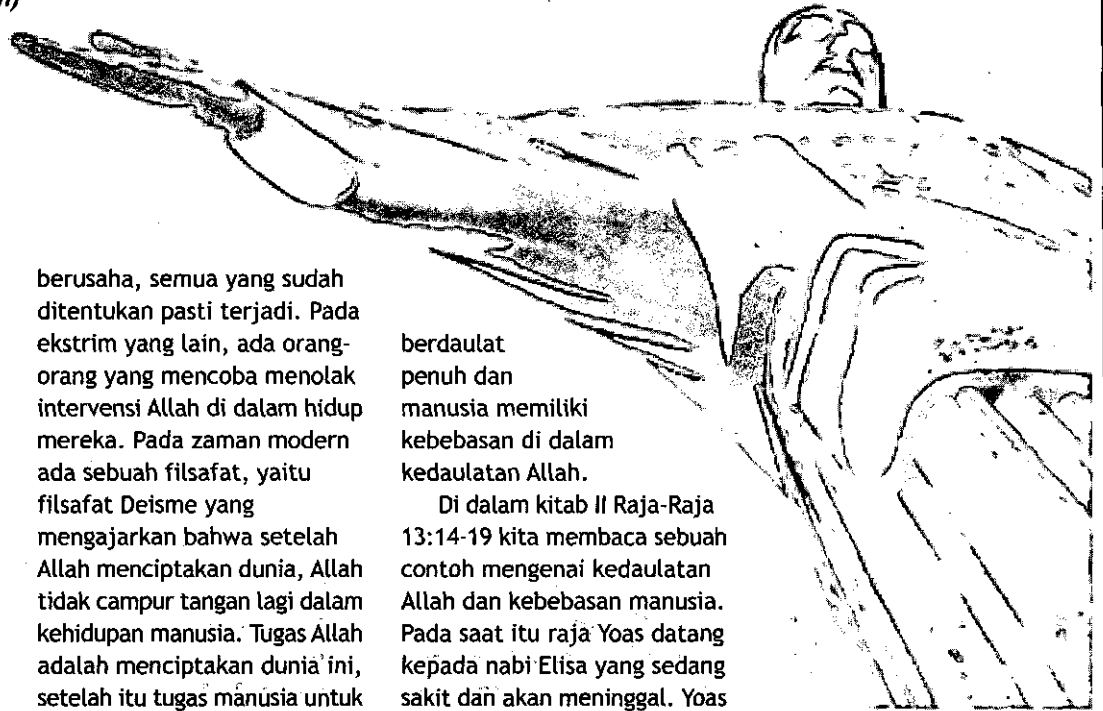 berusaha, semua yang sudah
ditentukan pasti terjadi. Pada
ekstrim yang lain, ada orang-
orang yang mencoba menolak
intervensi Allah di dalam hidup
mereka. Pada zaman modern
ada sebuah filsafat, yaitu
filsafat Deisme yang
mengajarkan bahwa setelah
Allah menciptakan dunia, Allah
tidak campur tangan lagi dalam
kehidupan manusia. Tugas Allah
adalah menciptakan dunia ini,
setelah itu tugas manusia untuk
berdaulat
penuh dan
manusia memiliki
kebebasan di dalam
kedaulatan Allah.
Di dalam kitab II Raja-Raja
13:14-19 kita membaca sebuah
contoh mengenai kedaulatan
Allah dan kebebasan manusia.
Pada saat itu raja Yoas datang
kepada nabi Elisa yang sedang
sakit dan akan meninggal. Yoas